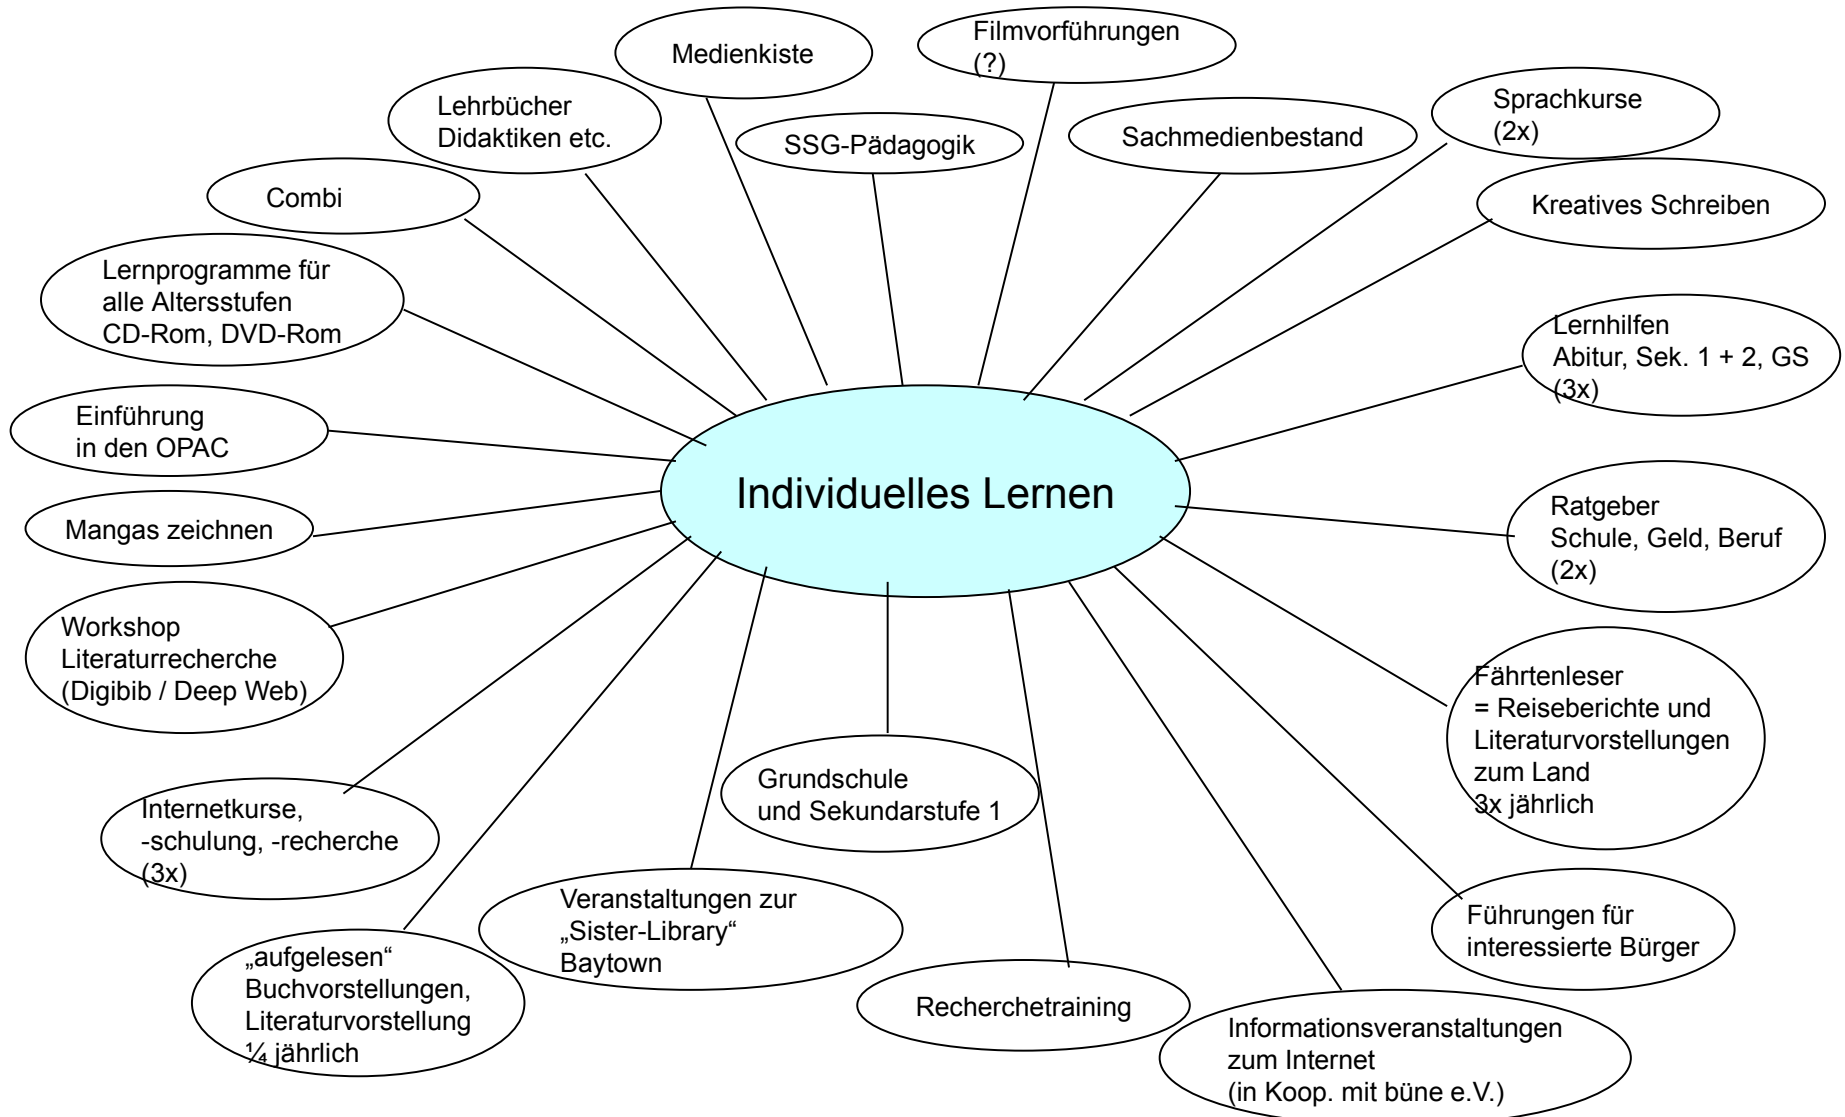 Medienkiste
Filmvorführungen
(?)
Lehrbücher
Didaktiken etc.
SSG-Pädagogik
Sachmedienbestand
Sprachkurse
(2x)
Combi
Kreatives Schreiben
Lernprogramme für
alle Altersstufen
CD-Rom, DVD-Rom
Lernhilfen
Abitur, Sek. 1 + 2, GS
(3x)
Einführung
in den OPAC
Individuelles Lernen
Mangas zeichnen
Ratgeber
Schule, Geld, Beruf
(2x)
Workshop
Literaturrecherche
(Digibib / Deep Web)
Fährtenleser
= Reiseberichte und
Literaturvorstellungen
zum Land
3x jährlich
Grundschule
und Sekundarstufe 1
Internetkurse,
-schulung, -recherche
(3x)
Veranstaltungen zur
„Sister-Library“
Baytown
Führungen für
interessierte Bürger
„aufgelesen“
Buchvorstellungen,
Literaturvorstellung
¼ jährlich
Recherchetraining
Informationsveranstaltungen
zum Internet
(in Koop. mit büne e.V.)